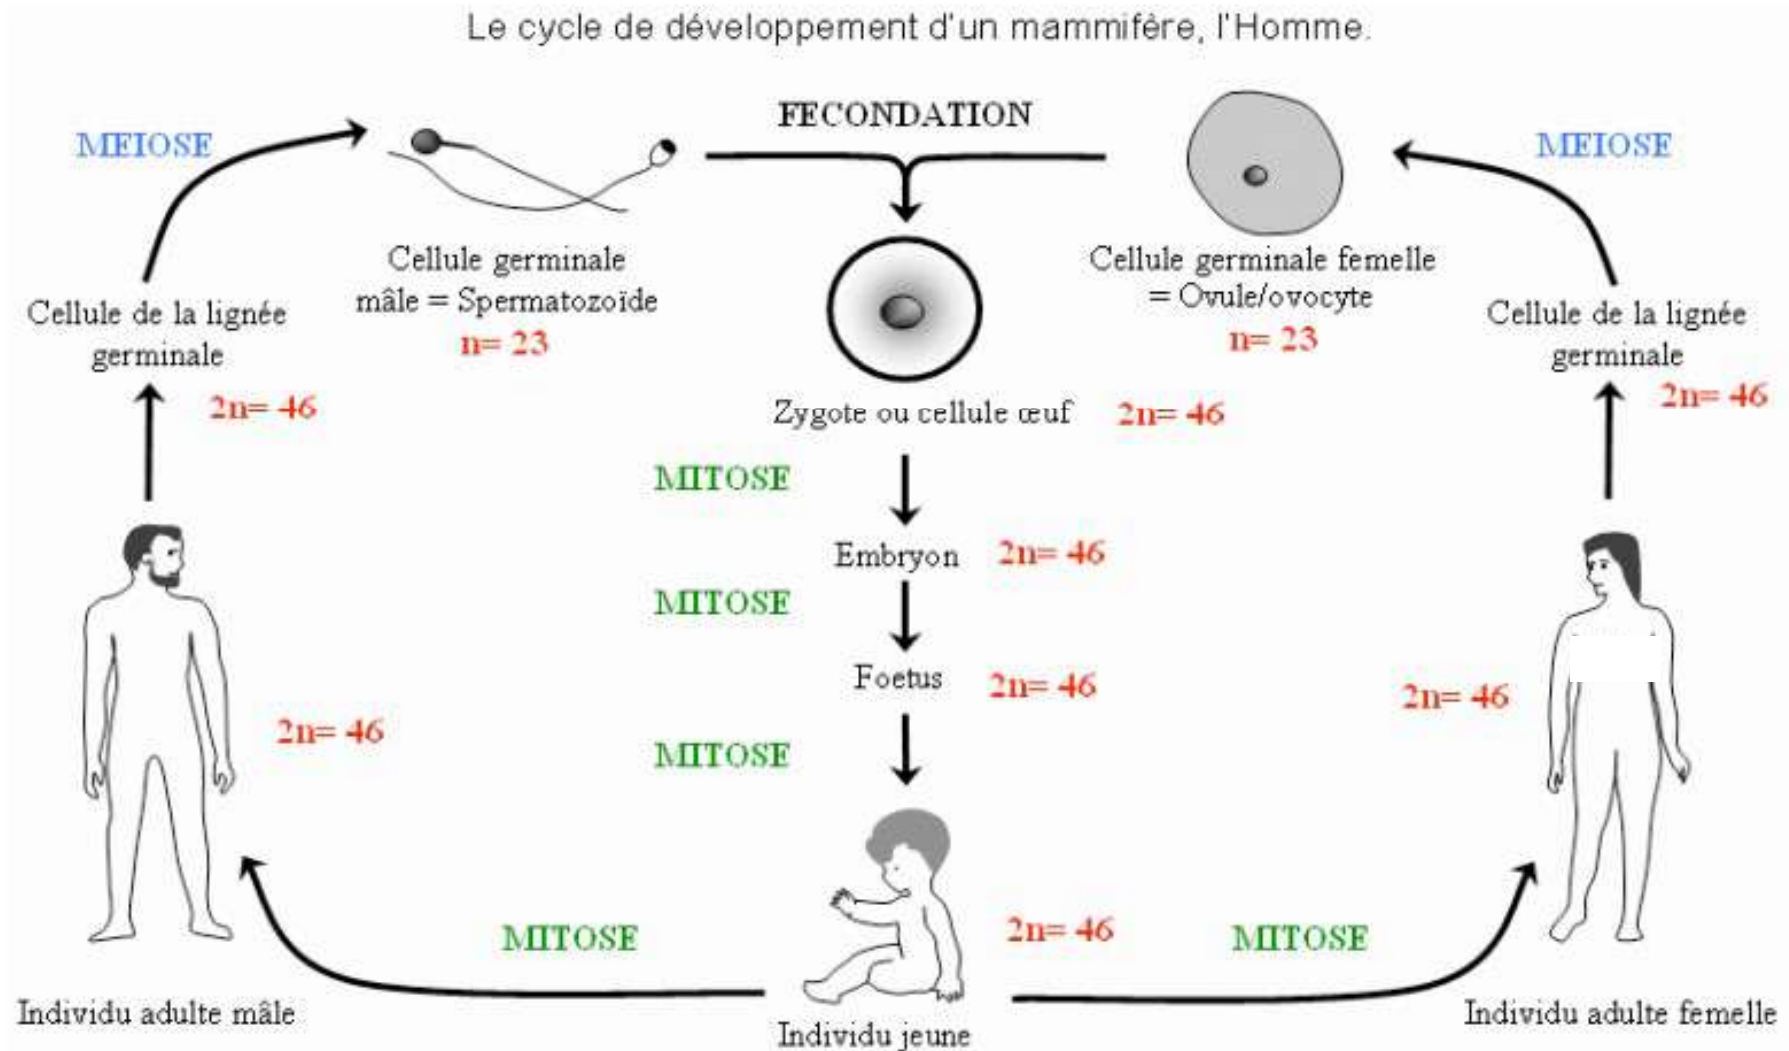 Le cycle de développement d'un mammifère, l'Homme.
MEIOSE
FECONDATION
MEIOSE
Cellule germinale
mâle = Spermatozoïde
n= 23
Cellule germinale femelle
= Ovule/ovocyte
n= 23
Cellule de la lignée
germinale
2n= 46
Cellule de la lignée
germinale
2n= 46
Zygote ou cellule œuf
2n= 46
MITOSE
Embryon
2n= 46
MITOSE
Foetus
2n= 46
MITOSE
2n= 46
2n= 46
2n= 46
MITOSE
MITOSE
Individu adulte mâle
Individu jeune
Individu adulte femelle